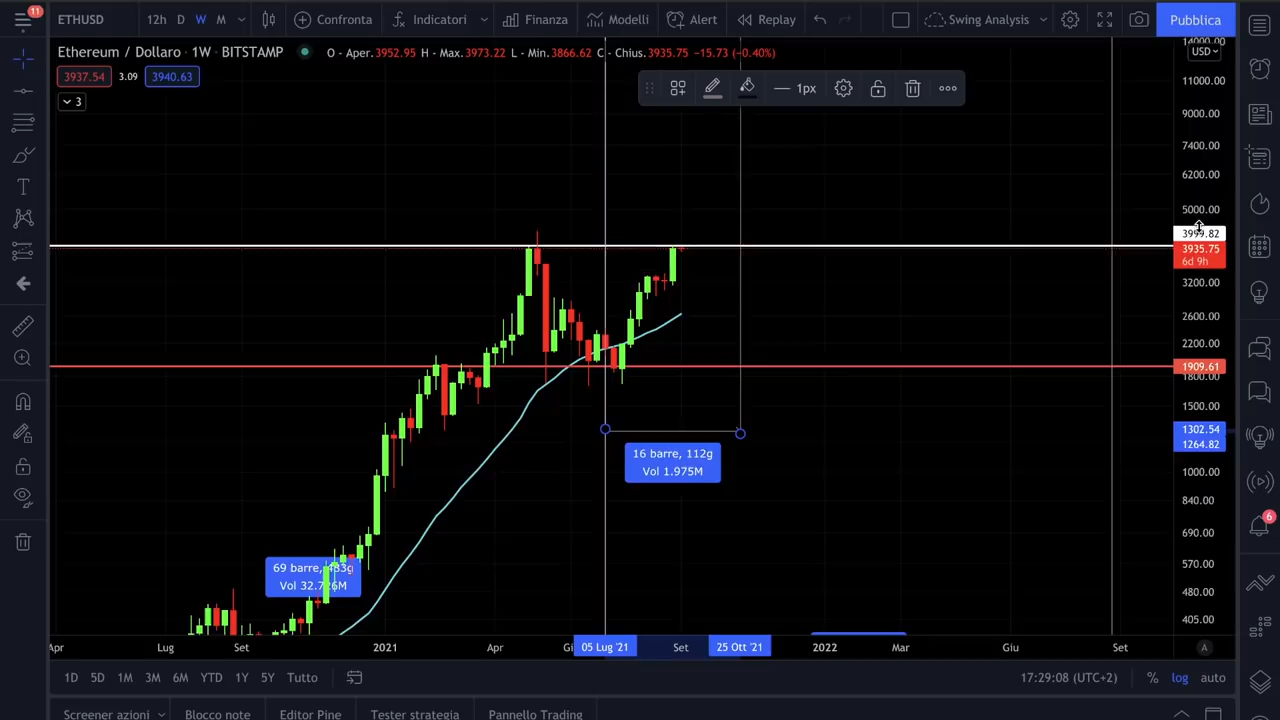 11
ETHUSD
12h D W M
Confronta
Indicatori
Finanza
Modelli
Alert
Replay
Swing Analysis
Pubblica
Ethereum / Dollaro · 1W · BITSTAMP
O - Aper.3952.95 H - Max.3973.22 L - Min.3866.62 C - Chius.3935.75 −15.73 (−0.40%)
3937.54 3.09 3940.63
3
1px
14000.00
USD
11000.00
9000.00
7400.00
6200.00
5000.00
3999.82
3935.75
6d 9h
3200.00
2600.00
2200.00
1909.61
1800.00
1500.00
1302.54
1264.82
1000.00
840.00
690.00
570.00
480.00
405.00
16 barre, 112g
Vol 1.975M
69 barre, 483g
Vol 32.726M
6
Apr Lug Set 2021 Apr Gi 05 Lug '21 Set 25 Ott '21 2022 Mar Giu Set A
1D 5D 1M 3M 6M YTD 1Y 5Y Tutto
17:29:08 (UTC+2) % log auto
Screener azioni Blocco note Editor Pine Tester strategia Pannello Trading